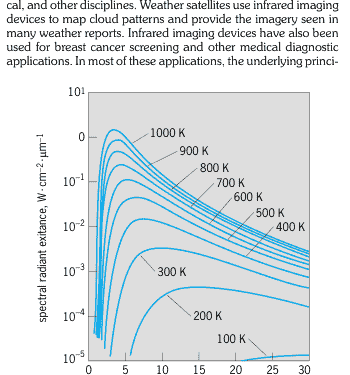 cal, and other disciplines. Weather satellites use infrared imaging
devices to map cloud patterns and provide the imagery seen in
many weather reports. Infrared imaging devices have also been
used for breast cancer screening and other medical diagnostic
applications. In most of these applications, the underlying princi-
10¹
1000 K
0
900 K
800 K
10⁻¹
700 K
600 K
500 K
10⁻²
400 K
spectral radiant exitance, W · cm⁻² · μm⁻¹
10⁻³
300 K
10⁻⁴
200 K
100 K
10⁻⁵
0 5 10 15 20 25 30